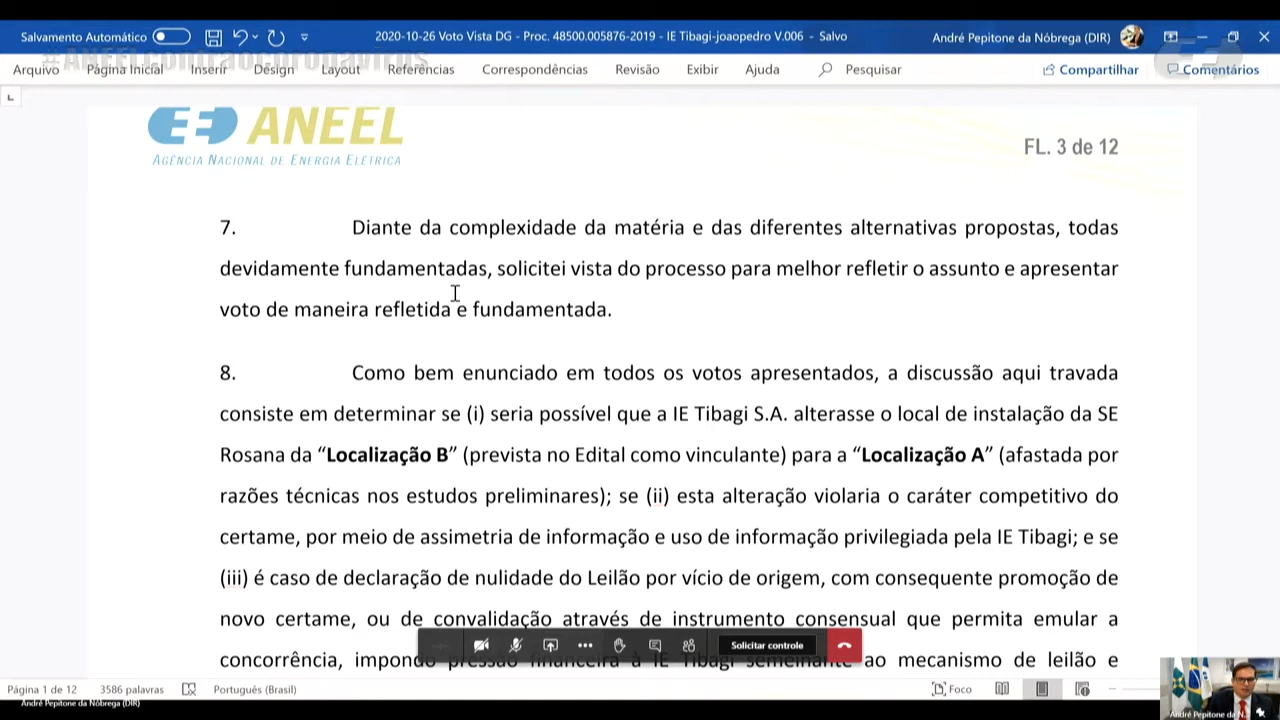 Salvamento Automático
2020-10-26 Voto Vista DG - Proc. 48500.005876-2019 - IE Tibagi-joaopedro V.006 - Salvo
André Pepitone da Nóbrega (DIR)
#ANEELcontraocoronavírus
Arquivo Página Inicial Inserir Design Layout Referências Correspondências Revisão Exibir Ajuda Pesquisar Compartilhar Comentários
ANEEL
AGÊNCIA NACIONAL DE ENERGIA ELÉTRICA
FL. 3 de 12
7. Diante da complexidade da matéria e das diferentes alternativas propostas, todas
devidamente fundamentadas, solicitei vista do processo para melhor refletir o assunto e apresentar
voto de maneira refletida e fundamentada.
8. Como bem enunciado em todos os votos apresentados, a discussão aqui travada
consiste em determinar se (i) seria possível que a IE Tibagi S.A. alterasse o local de instalação da SE
Rosana da “Localização B” (prevista no Edital como vinculante) para a “Localização A” (afastada por
razões técnicas nos estudos preliminares); se (ii) esta alteração violaria o caráter competitivo do
certame, por meio de assimetria de informação e uso de informação privilegiada pela IE Tibagi; e se
(iii) é caso de declaração de nulidade do Leilão por vício de origem, com consequente promoção de
novo certame, ou de convalidação através de instrumento consensual que permita emular a
concorrência, impondo pressão financeira à IE Tibagi semelhante ao mecanismo de leilão e
Solicitar controle
Página 1 de 12 3586 palavras Português (Brasil) Foco
André Pepitone da Nóbrega (DIR)
André Pepitone da N...